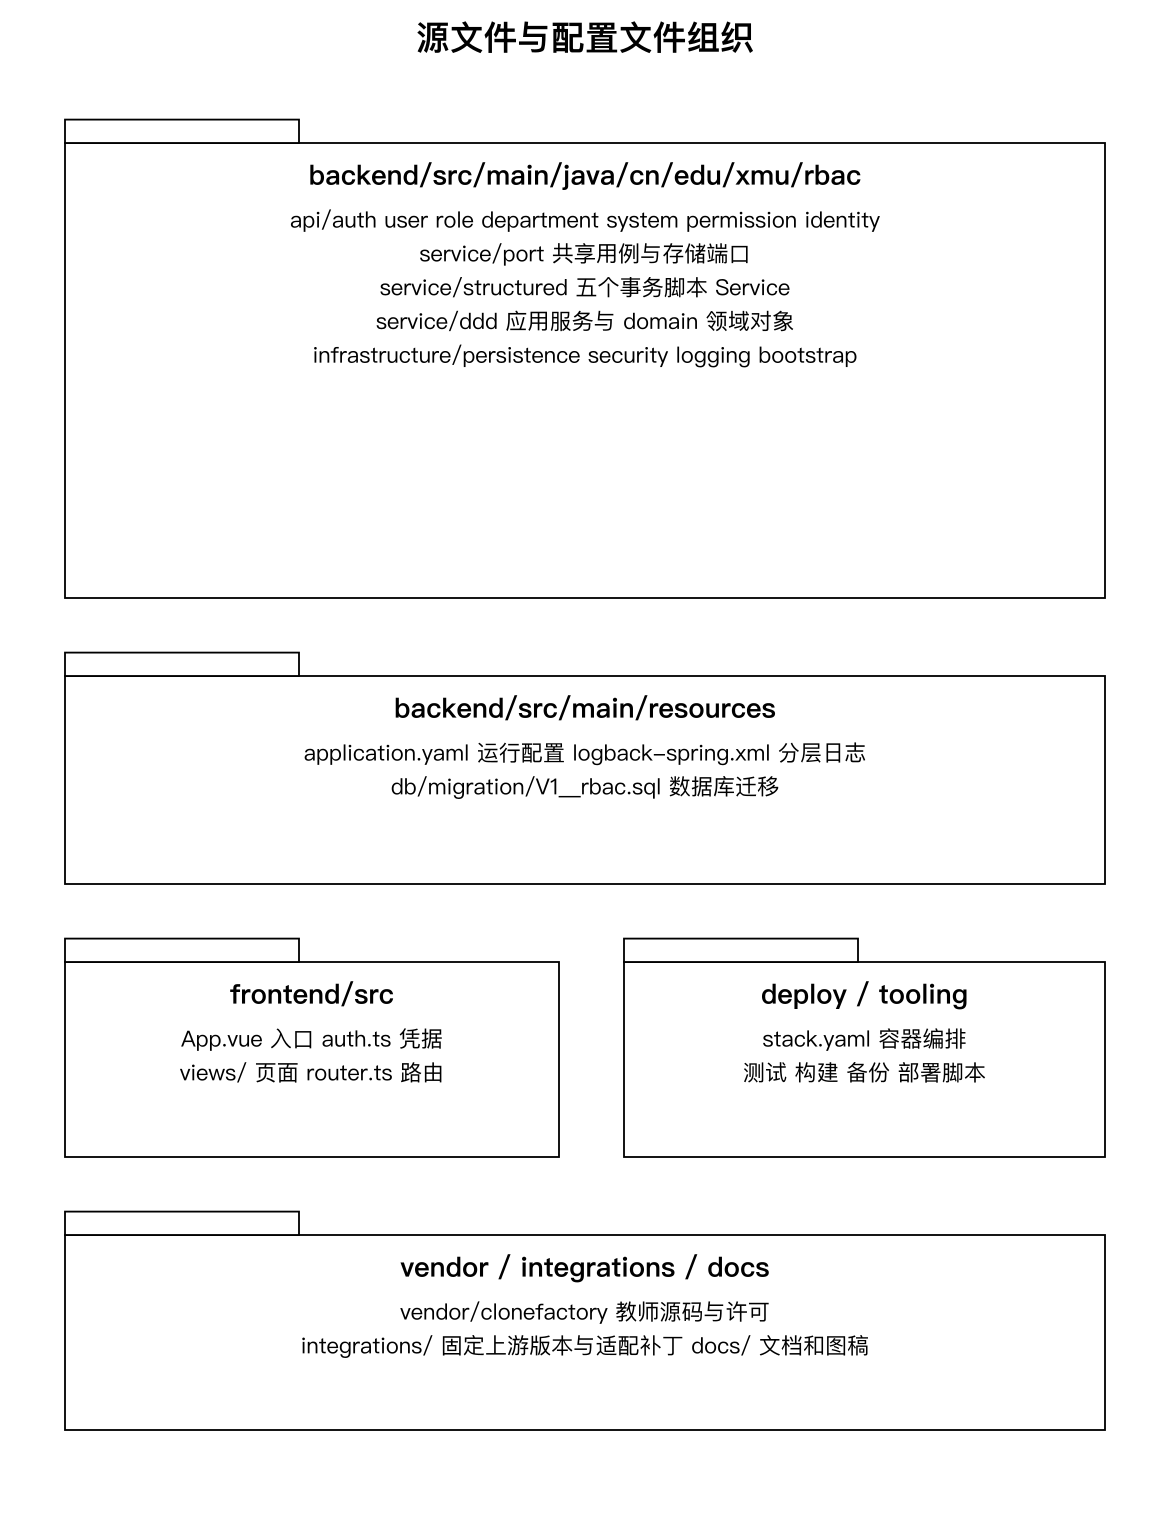 源文件与配置文件组织
backend/src/main/java/cn/edu/xmu/rbac
api/auth user role department system permission identity
service/port 共享用例与存储端口
service/structured 五个事务脚本 Service
service/ddd 应用服务与 domain 领域对象
infrastructure/persistence security logging bootstrap
backend/src/main/resources
application.yaml 运行配置 logback-spring.xml 分层日志
db/migration/V1__rbac.sql 数据库迁移
frontend/src
App.vue 入口 auth.ts 凭据
views/ 页面 router.ts 路由
deploy / tooling
stack.yaml 容器编排
测试 构建 备份 部署脚本
vendor / integrations / docs
vendor/clonefactory 教师源码与许可
integrations/ 固定上游版本与适配补丁 docs/ 文档和图稿